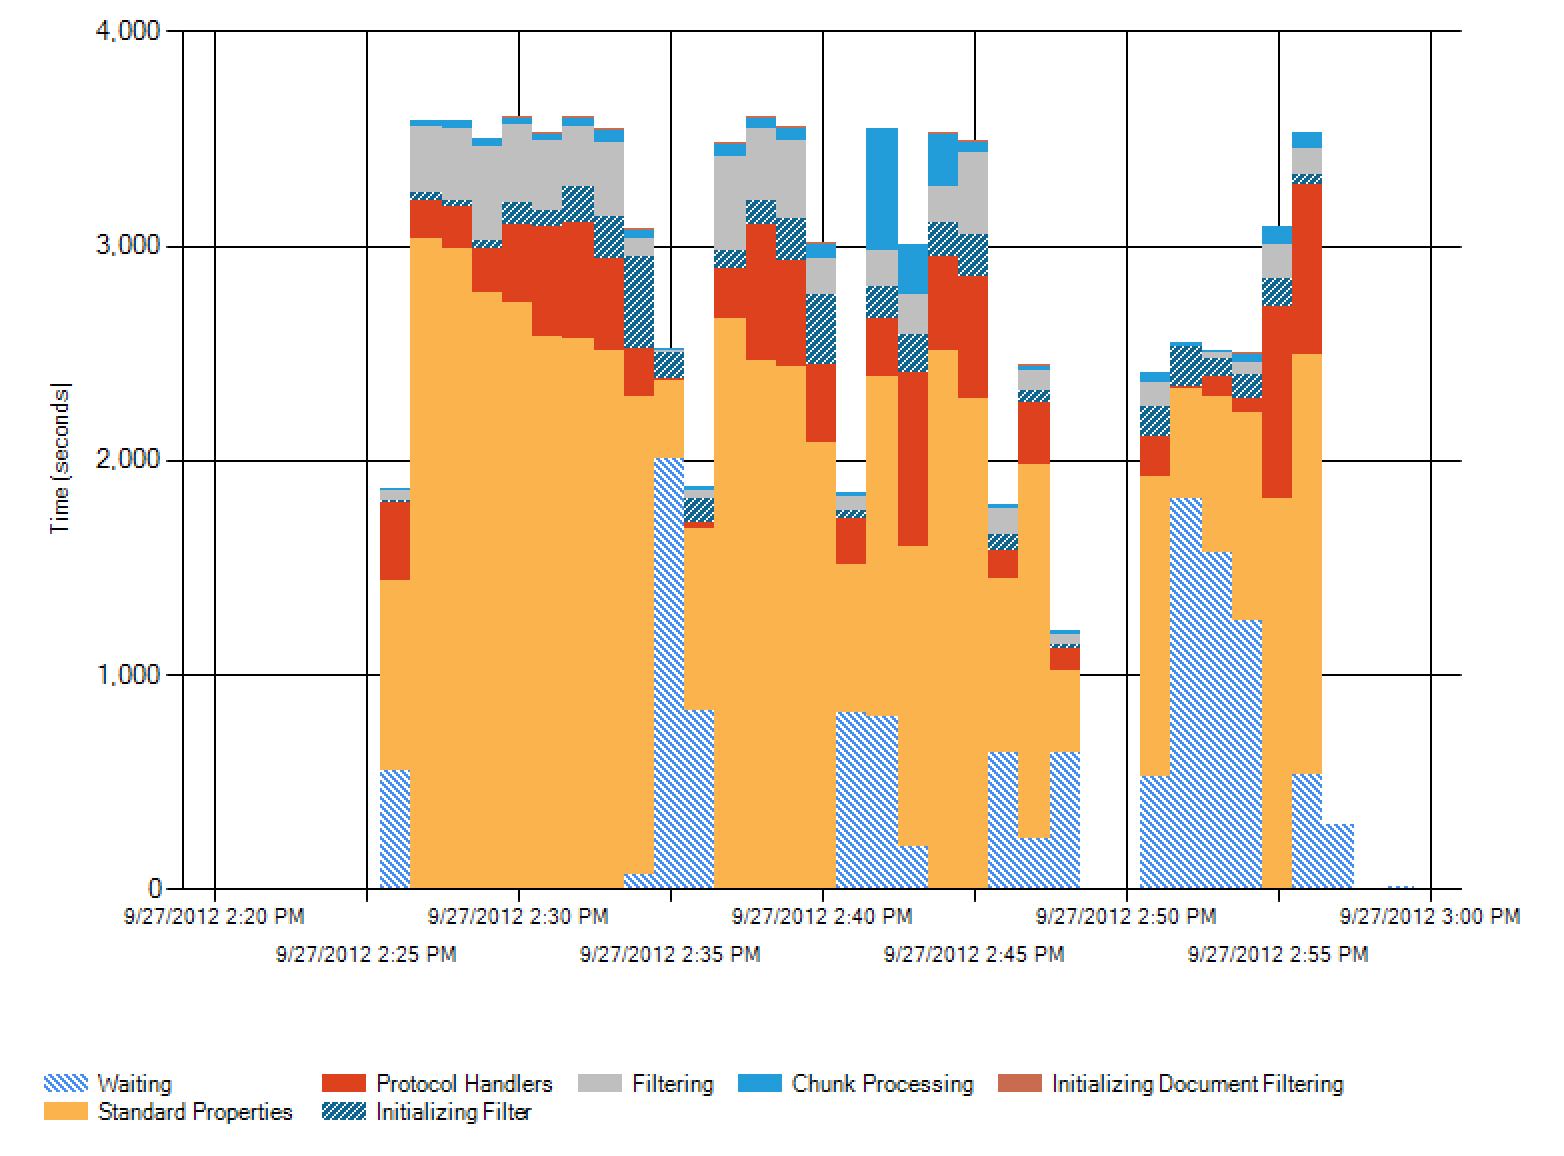 4,000
3,000
2,000
1,000
0
Time (seconds)
9/27/2012 2:20 PM
9/27/2012 2:30 PM
9/27/2012 2:40 PM
9/27/2012 2:50 PM
9/27/2012 3:00 PM
9/27/2012 2:25 PM
9/27/2012 2:35 PM
9/27/2012 2:45 PM
9/27/2012 2:55 PM
Waiting
Protocol Handlers
Filtering
Chunk Processing
Initializing Document Filtering
Standard Properties
Initializing Filter